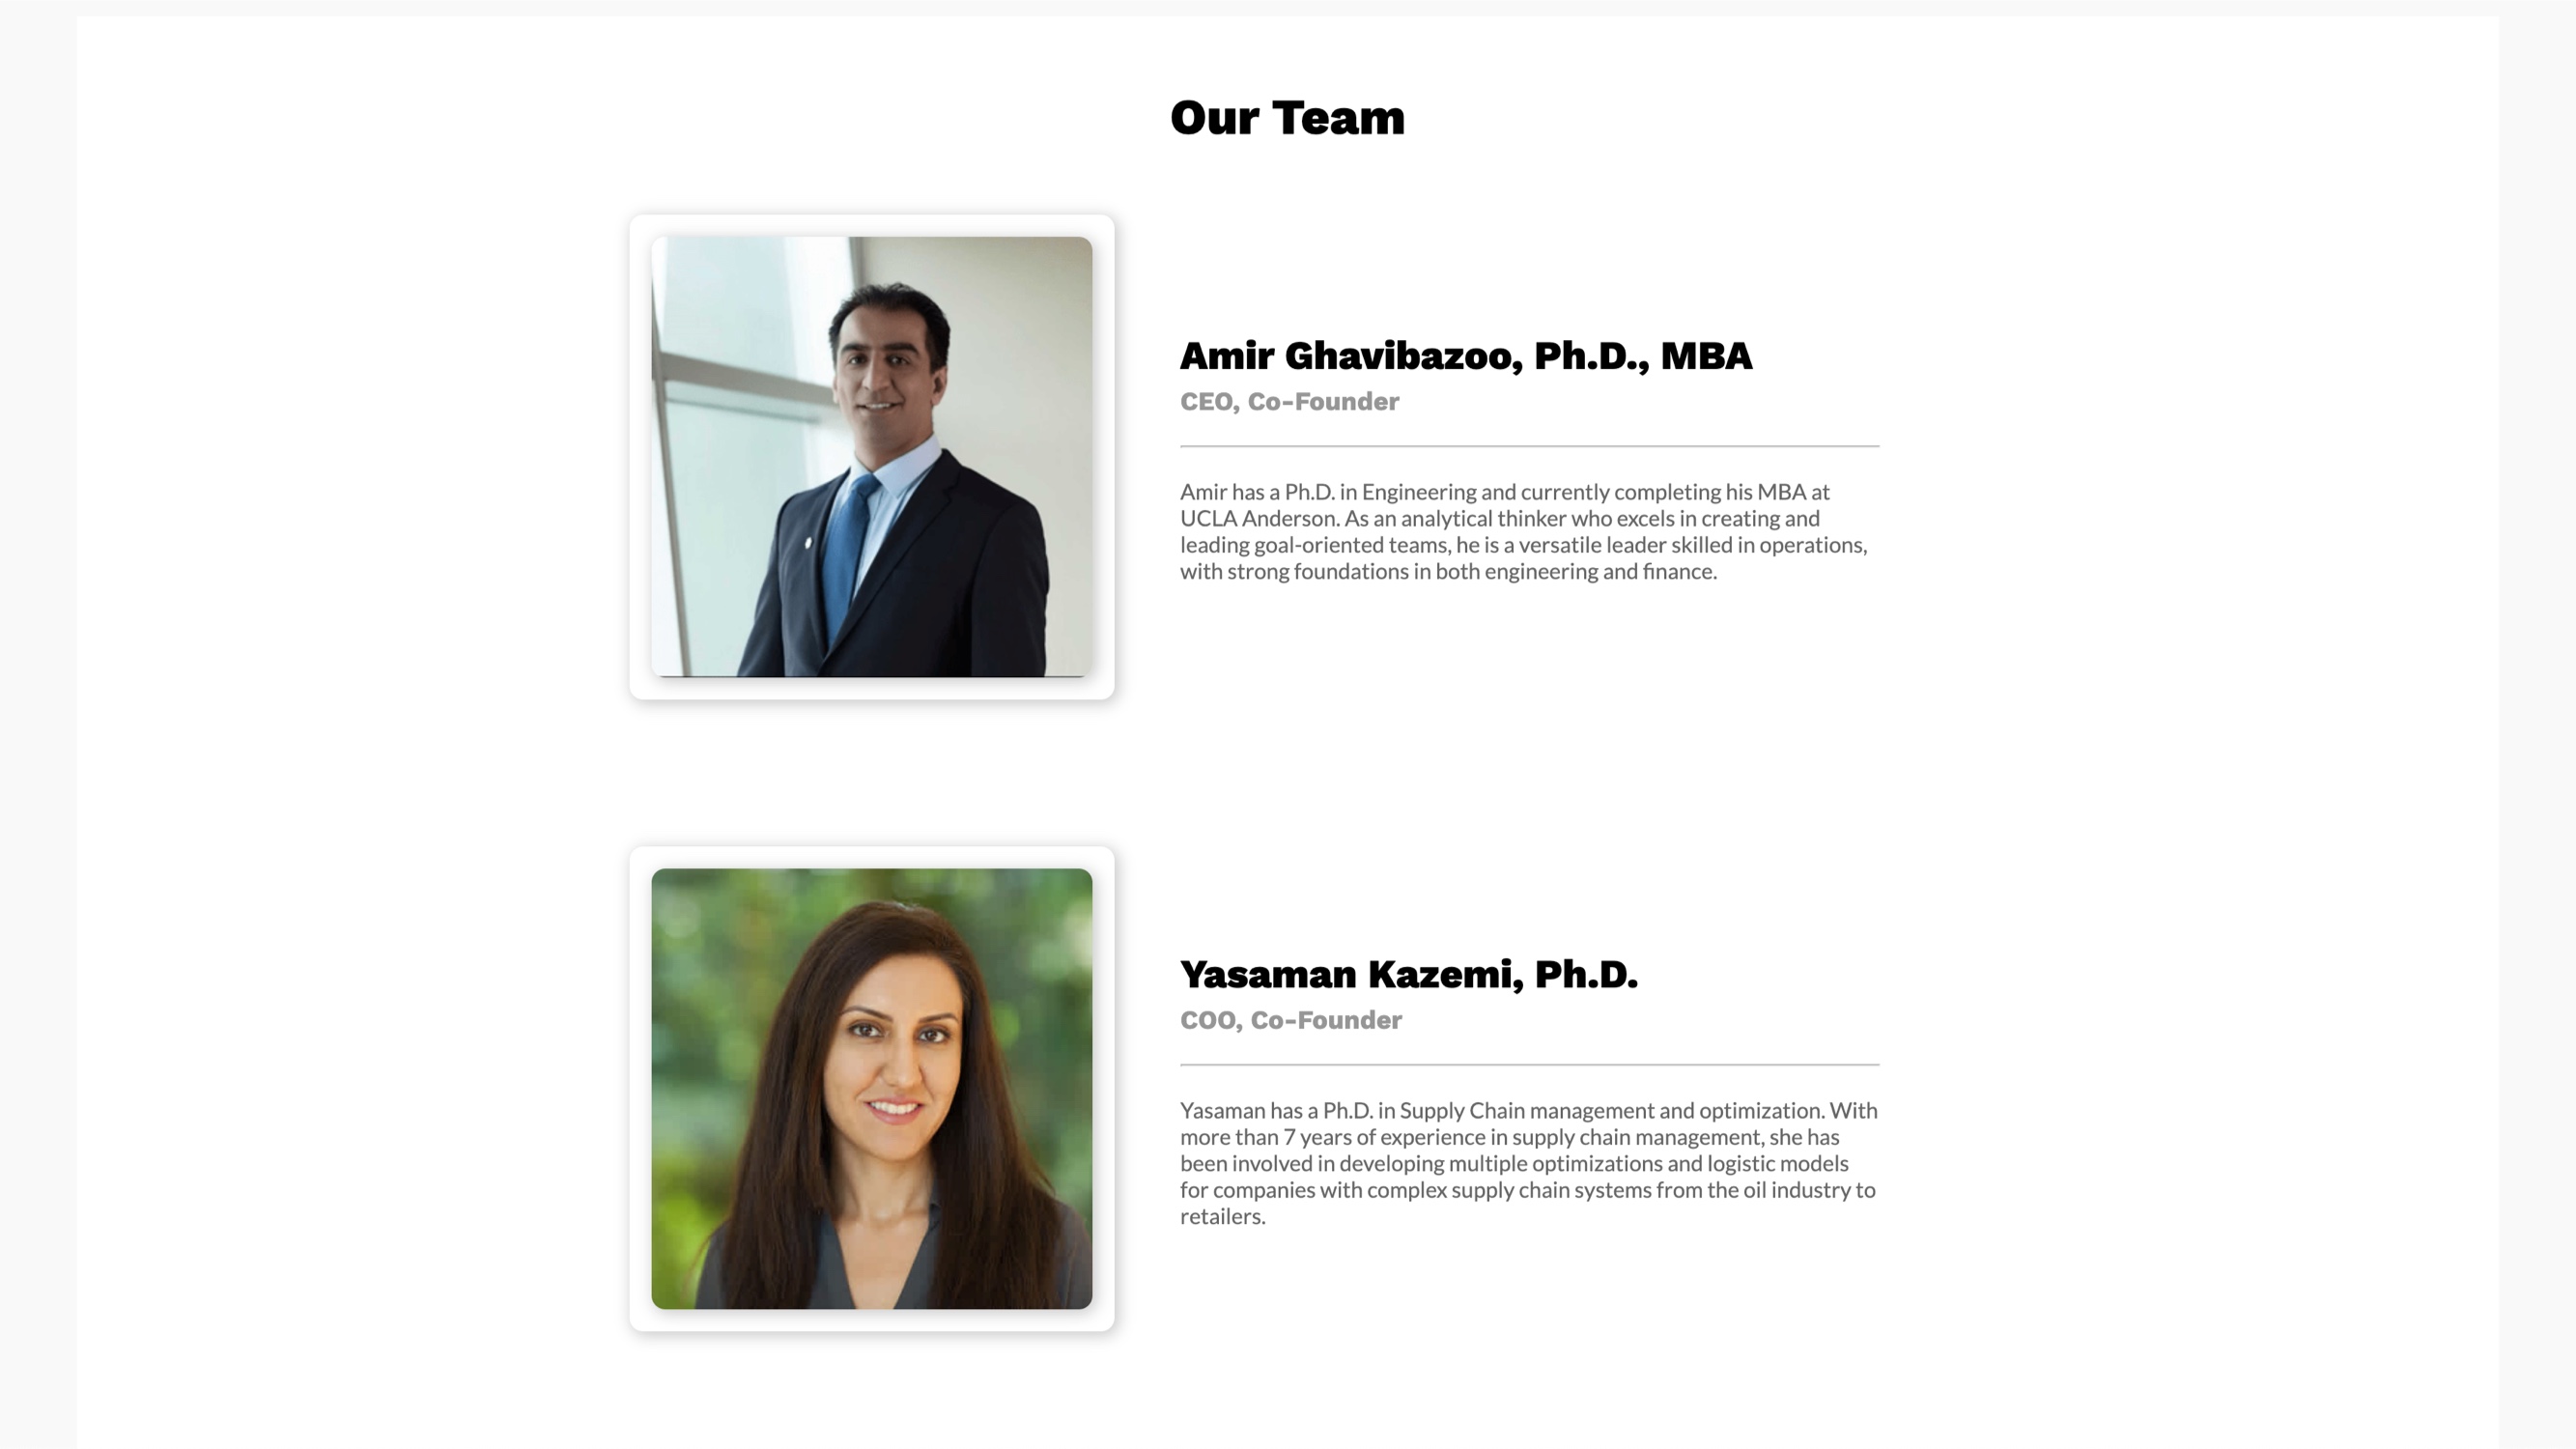 Our Team
Amir Ghavibazoo, Ph.D., MBA
CEO, Co-Founder
Amir has a Ph.D. in Engineering and currently completing his MBA at
UCLA Anderson. As an analytical thinker who excels in creating and
leading goal-oriented teams, he is a versatile leader skilled in operations,
with strong foundations in both engineering and finance.
Yasaman Kazemi, Ph.D.
COO, Co-Founder
Yasaman has a Ph.D. in Supply Chain management and optimization. With
more than 7 years of experience in supply chain management, she has
been involved in developing multiple optimizations and logistic models
for companies with complex supply chain systems from the oil industry to
retailers.